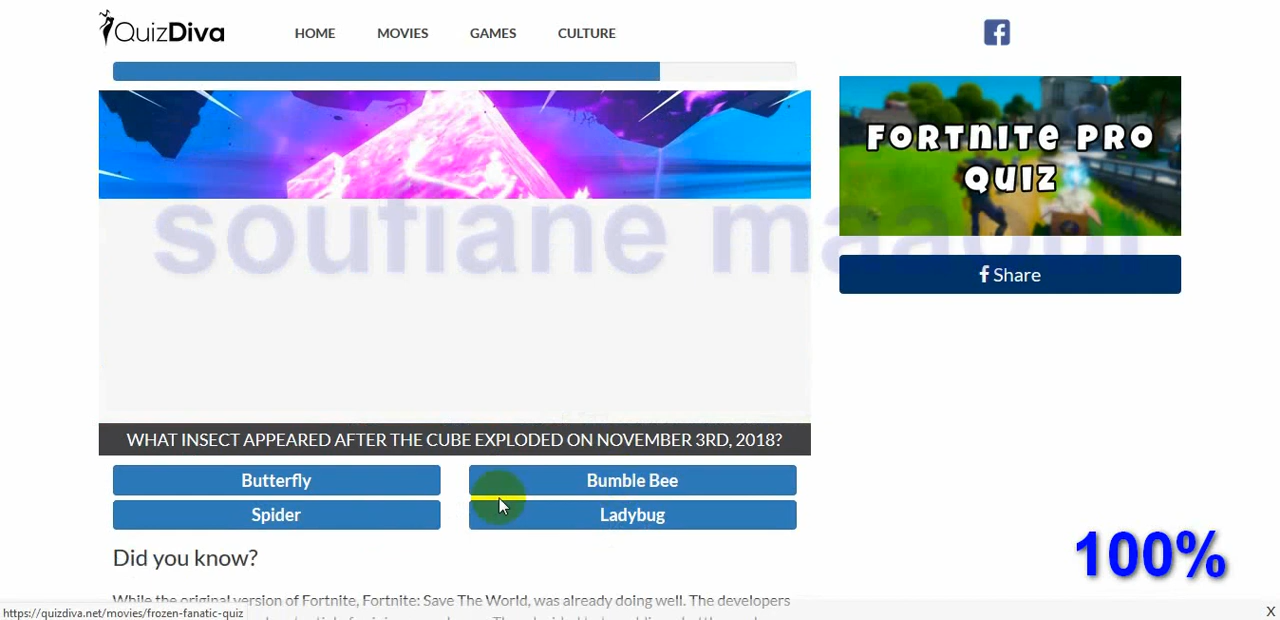 QuizDiva
HOME MOVIES GAMES CULTURE
FORTNITE PRO
QUIZ
soufiane
Share
WHAT INSECT APPEARED AFTER THE CUBE EXPLODED ON NOVEMBER 3RD, 2018?
Butterfly
Bumble Bee
Spider
Ladybug
Did you know?
100%
While the original version of Fortnite, Fortnite: Save The World, was already doing well. The developers
https://quizdiva.net/movies/frozen-fanatic-quiz
X